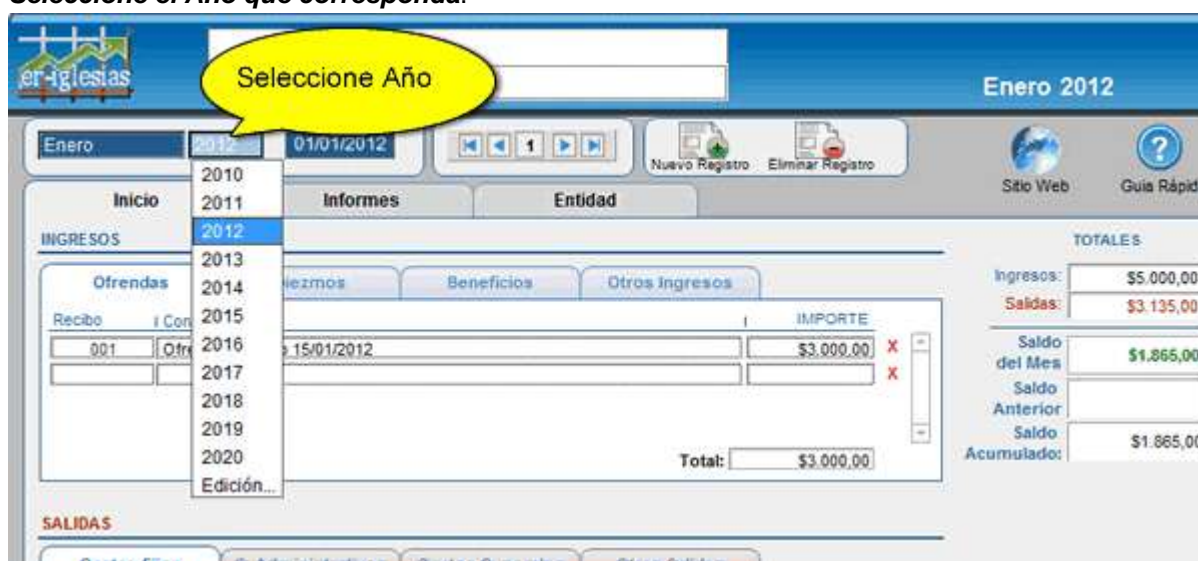 Seleccione el Año que corresponda.
er-iglesias
Seleccione Año
Enero 2012
Enero 2012 01/01/2012
1
Nuevo Registro Eliminar Registro
Sitio Web
Guia Rápid
Inicio Informes Entidad
2010
2011
2012
2013
2014
2015
2016
2017
2018
2019
2020
Edición...
INGRESOS
Ofrendas iezmos Beneficios Otros Ingresos
Recibo Con IMPORTE
001 Ofre 15/01/2012 $3.000,00 X
X
Total: $3.000,00
TOTALES
Ingresos: $5.000,00
Salidas: $3.135,00
Saldo del Mes $1.865,00
Saldo Anterior
Saldo Acumulado: $1.865,00
SALIDAS